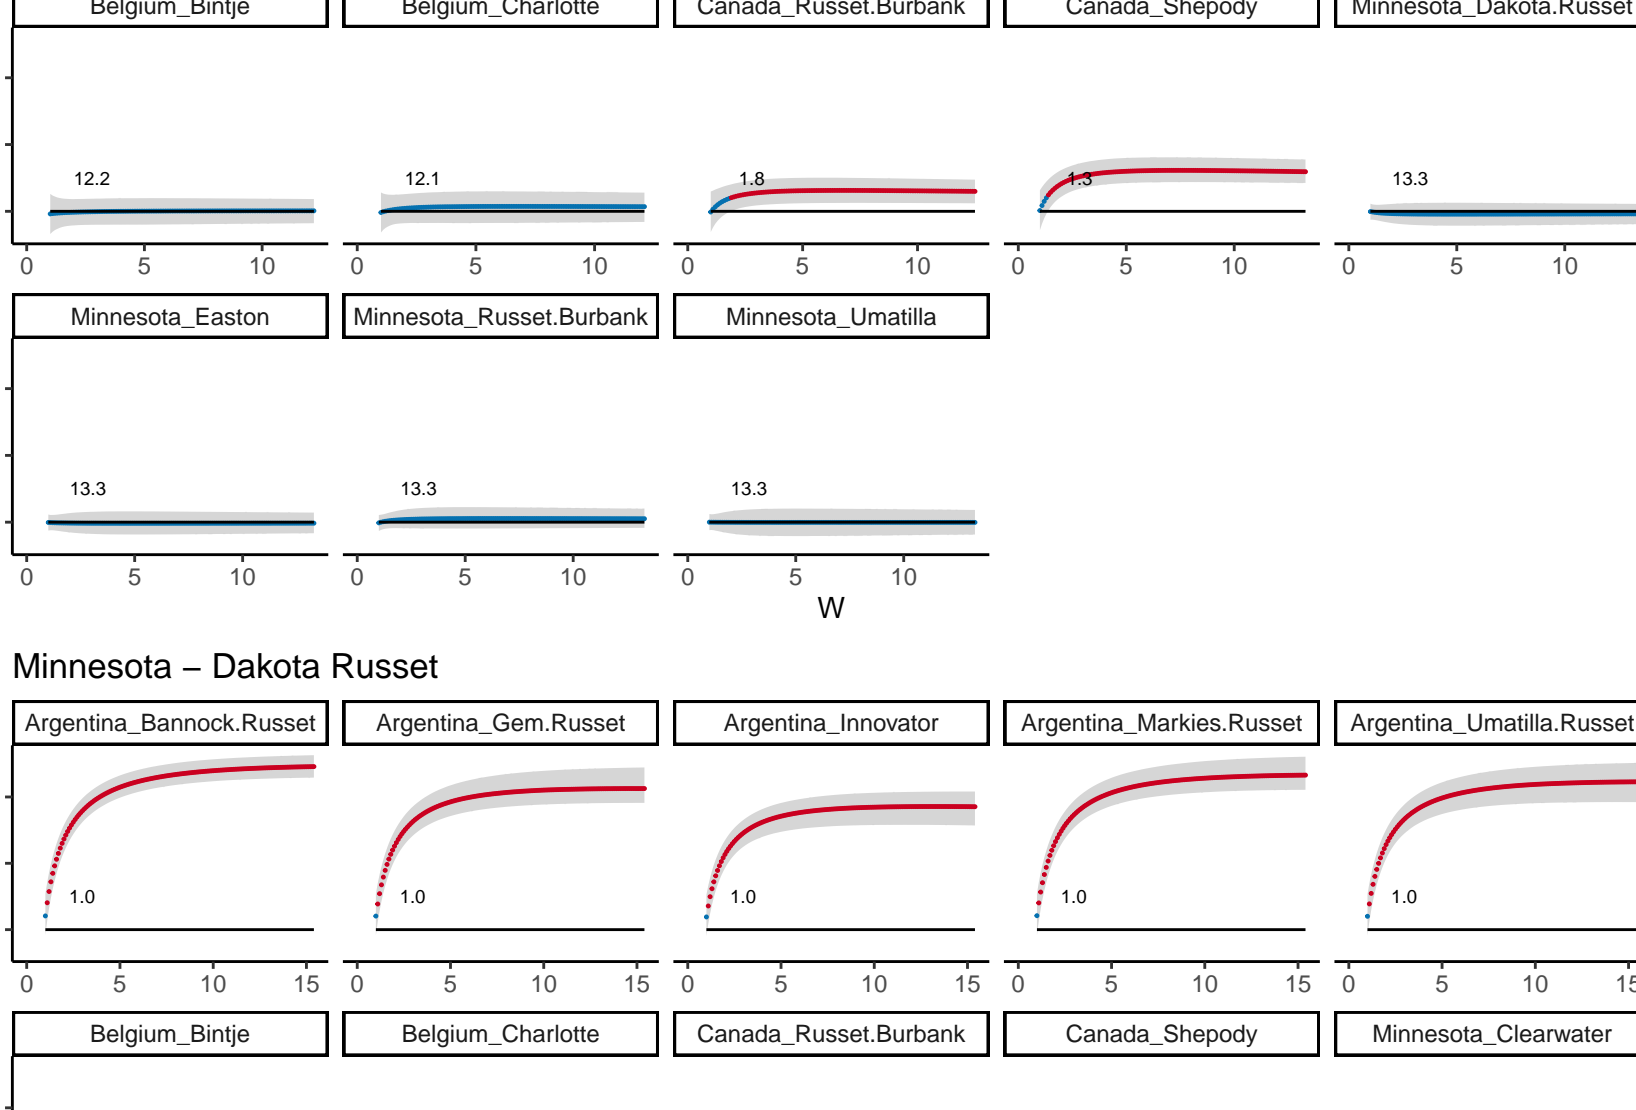 Belgium_Bintje Belgium_Charlotte Canada_Russet.Burbank Canada_Shepody Minnesota_Dakota.Russet
12.2 12.1 1.8 1.3 13.3
0 5 10 0 5 10 0 5 10 0 5 10 0 5 10
Minnesota_Easton Minnesota_Russet.Burbank Minnesota_Umatilla
13.3 13.3 13.3
0 5 10 0 5 10 0 5 10
W
Minnesota – Dakota Russet
Argentina_Bannock.Russet Argentina_Gem.Russet Argentina_Innovator Argentina_Markies.Russet Argentina_Umatilla.Russet
1.0 1.0 1.0 1.0 1.0
0 5 10 15 0 5 10 15 0 5 10 15 0 5 10 15 0 5 10 15
Belgium_Bintje Belgium_Charlotte Canada_Russet.Burbank Canada_Shepody Minnesota_Clearwater